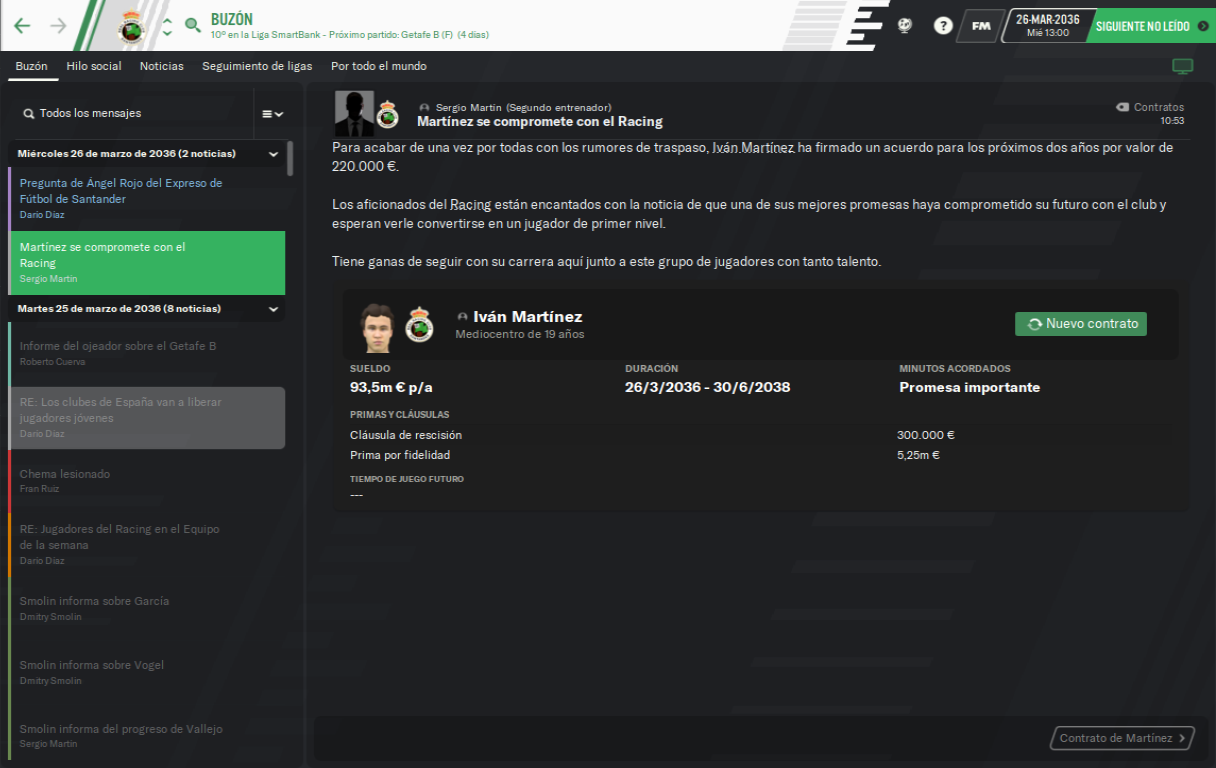 BUZÓN
10º en la Liga SmartBank - Próximo partido: Getafe B (F) (4 días)
?
FM
26-MAR-2036
Mié 13:00
SIGUIENTE NO LEÍDO
Buzón
Hilo social
Noticias
Seguimiento de ligas
Por todo el mundo
Todos los mensajes
Miércoles 26 de marzo de 2036 (2 noticias)
Pregunta de Ángel Rojo del Expreso de
Fútbol de Santander
Darío Díaz
Martínez se compromete con el
Racing
Sergio Martín
Martes 25 de marzo de 2036 (8 noticias)
Informe del ojeador sobre el Getafe B
Roberto Cuerva
RE: Los clubes de España van a liberar
jugadores jóvenes
Darío Díaz
Chema lesionado
Fran Ruiz
RE: Jugadores del Racing en el Equipo
de la semana
Darío Díaz
Smolin informa sobre García
Dmitry Smolin
Smolin informa sobre Vogel
Dmitry Smolin
Smolin informa del progreso de Vallejo
Sergio Martín
Sergio Martín (Segundo entrenador)
Martínez se compromete con el Racing
Contratos
10:53
Para acabar de una vez por todas con los rumores de traspaso, Iván Martínez ha firmado un acuerdo para los próximos dos años por valor de
220.000 €.
Los aficionados del Racing están encantados con la noticia de que una de sus mejores promesas haya comprometido su futuro con el club y
esperan verle convertirse en un jugador de primer nivel.
Tiene ganas de seguir con su carrera aquí junto a este grupo de jugadores con tanto talento.
Iván Martínez
Mediocentro de 19 años
Nuevo contrato
SUELDO
93,5m € p/a
DURACIÓN
26/3/2036 - 30/6/2038
MINUTOS ACORDADOS
Promesa importante
PRIMAS Y CLÁUSULAS
Cláusula de rescisión
300.000 €
Prima por fidelidad
5,25m €
TIEMPO DE JUEGO FUTURO
---
Contrato de Martínez